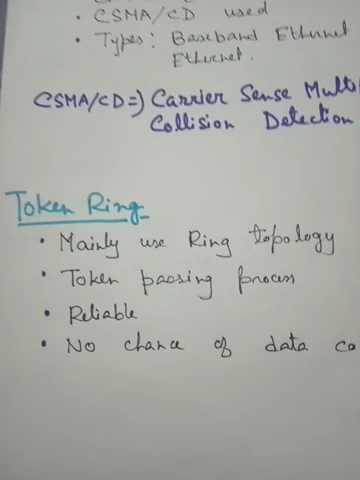 • CSMA/CD used
• Types: Baseband Ethernet
Ethernet.
CSMA/CD=) Carrier Sense Multi
Collision Detection
Token Ring
• Mainly use Ring topology
• Token passing process
• Reliable
• No chance of data co